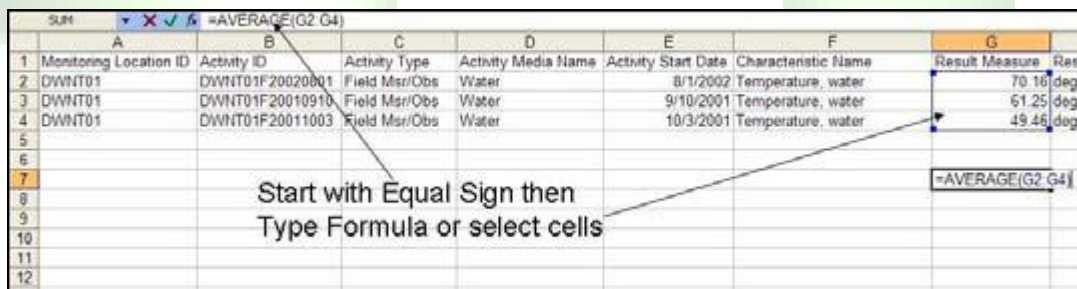 SUM =AVERAGE(G2:G4)
A B C D E F G
1 Monitoring Location ID Activity ID Activity Type Activity Media Name Activity Start Date Characteristic Name Result Measure Res
2 DWNT01 DWNT01F20020801 Field Msr/Obs Water 8/1/2002 Temperature, water 70.16 deg
3 DWNT01 DWNT01F20010910 Field Msr/Obs Water 9/10/2001 Temperature, water 61.25 deg
4 DWNT01 DWNT01F20011003 Field Msr/Obs Water 10/3/2001 Temperature, water 49.46 deg
5
6
7 =AVERAGE(G2:G4)
8 Start with Equal Sign then
9 Type Formula or select cells
10
11
12